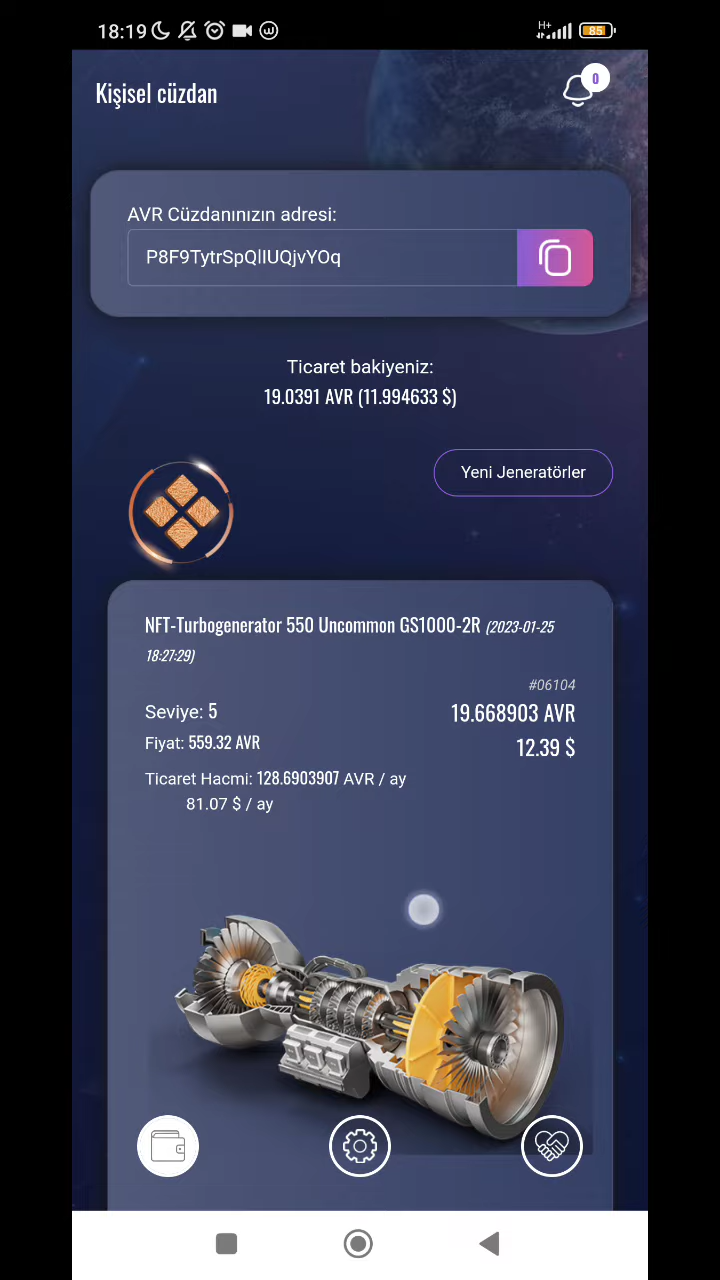 18:19
H+
85
Kişisel cüzdan
0
AVR Cüzdanınızın adresi:
P8F9TytrSpQlIUQjvYOq
Ticaret bakiyeniz:
19.0391 AVR (11.994633 $)
Yeni Jeneratörler
NFT-Turbogenerator 550 Uncommon GS1000-2R (2023-01-25
18:27:29)
#06104
Seviye: 5
19.668903 AVR
Fiyat: 559.32 AVR
12.39 $
Ticaret Hacmi: 128.6903907 AVR / ay
81.07 $ / ay